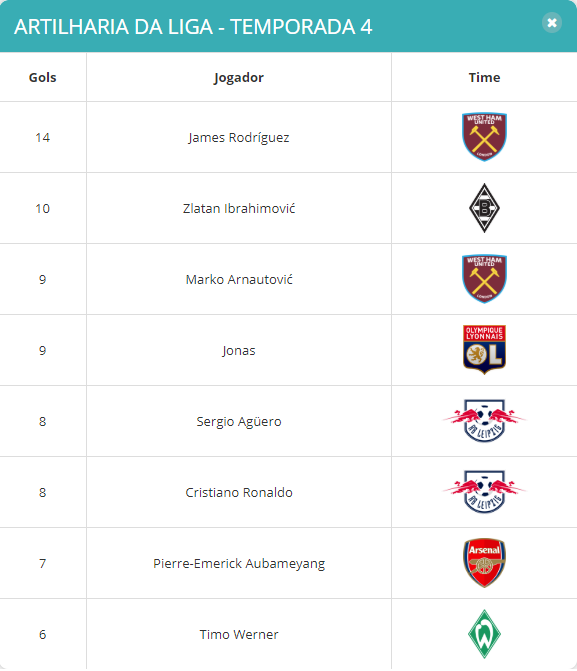 ARTILHARIA DA LIGA - TEMPORADA 4
Gols Jogador Time
14 James Rodríguez WEST HAM UNITED LONDON
10 Zlatan Ibrahimović B
9 Marko Arnautović WEST HAM UNITED LONDON
9 Jonas OLYMPIQUE LYONNAIS OL
8 Sergio Agüero RB LEIPZIG
8 Cristiano Ronaldo RB LEIPZIG
7 Pierre-Emerick Aubameyang Arsenal
6 Timo Werner W